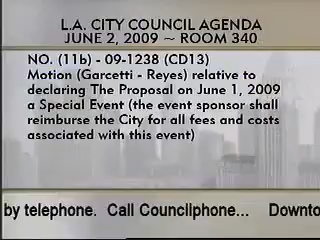 L.A. CITY COUNCIL AGENDA
JUNE 2, 2009 ~ ROOM 340
NO. (11b) - 09-1238 (CD13)
Motion (Garcetti - Reyes) relative to
declaring The Proposal on June 1, 2009
a Special Event (the event sponsor shall
reimburse the City for all fees and costs
associated with this event)
by telephone.  Call Councliphone...    Downto